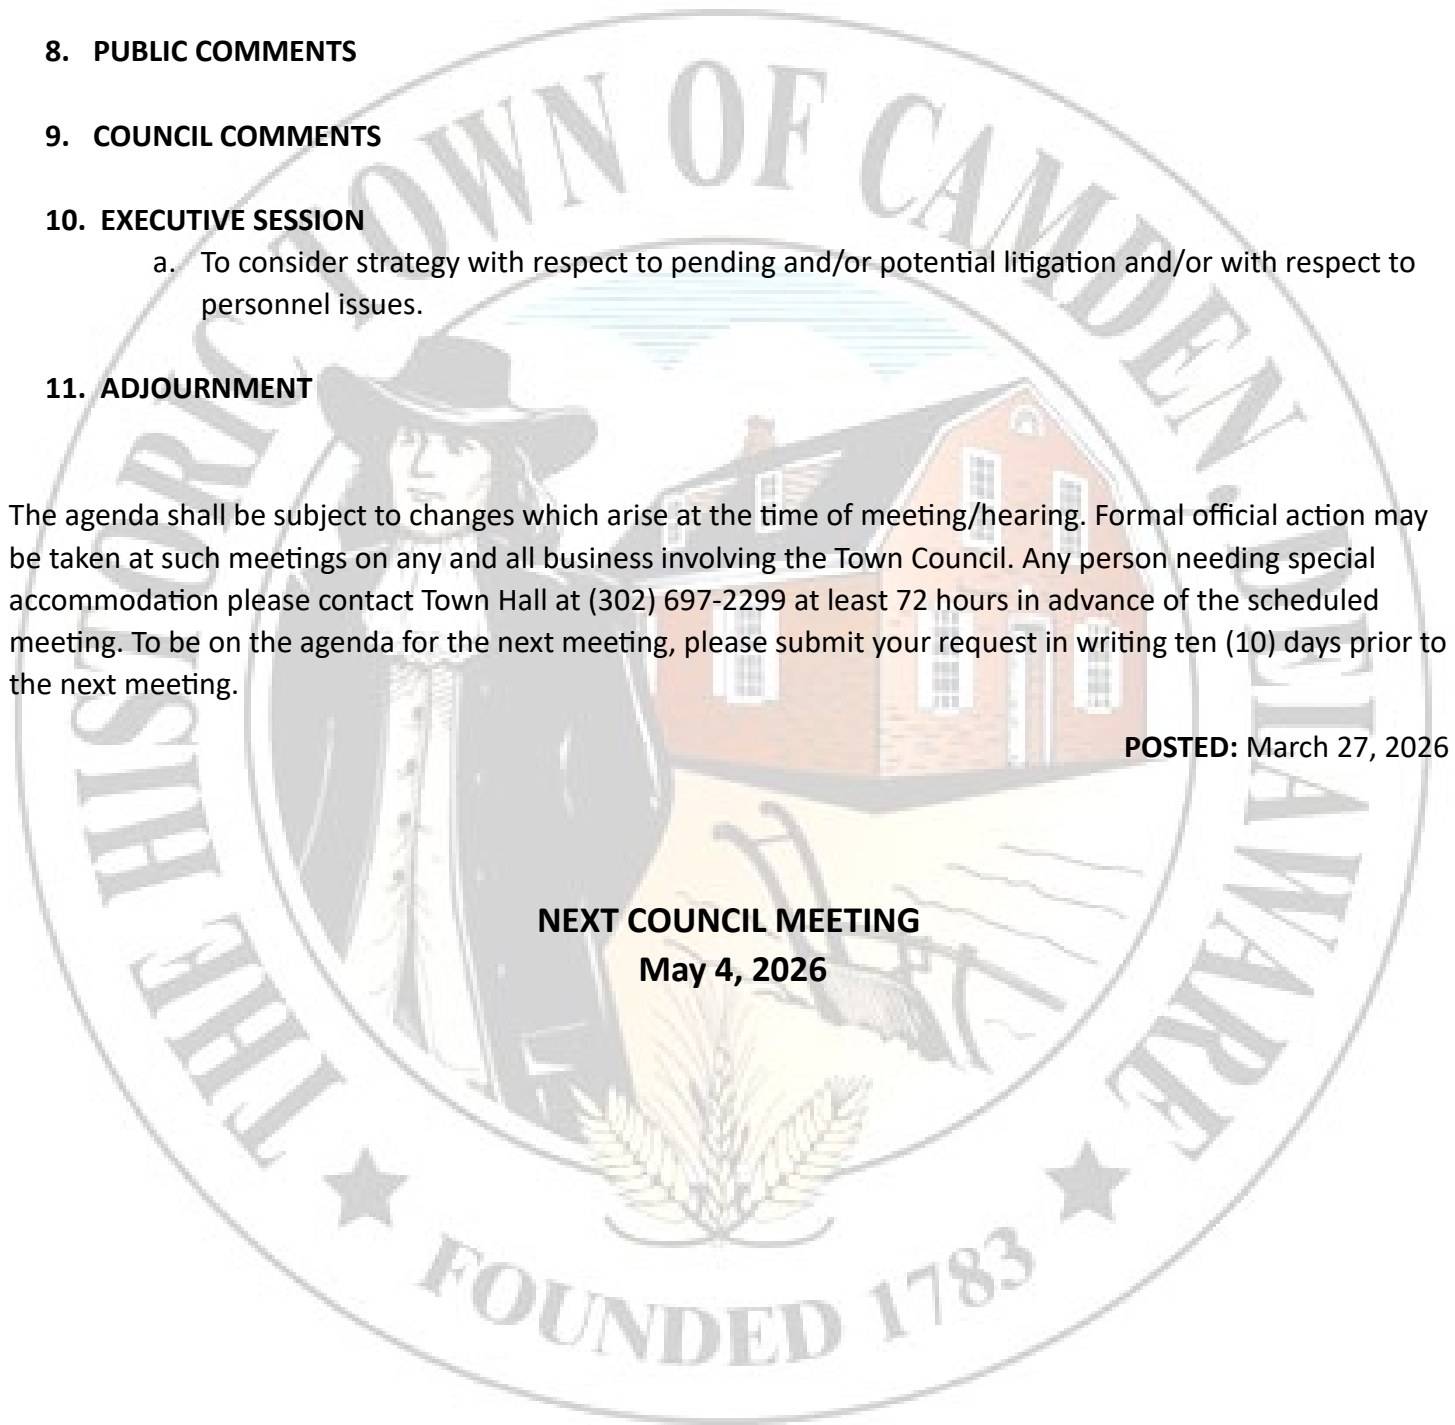 8. PUBLIC COMMENTS
9. COUNCIL COMMENTS
10. EXECUTIVE SESSION
a. To consider strategy with respect to pending and/or potential litigation and/or with respect to
personnel issues.
11. ADJOURNMENT
The agenda shall be subject to changes which arise at the time of meeting/hearing. Formal official action may
be taken at such meetings on any and all business involving the Town Council. Any person needing special
accommodation please contact Town Hall at (302) 697-2299 at least 72 hours in advance of the scheduled
meeting. To be on the agenda for the next meeting, please submit your request in writing ten (10) days prior to
the next meeting.
POSTED: March 27, 2026
NEXT COUNCIL MEETING
May 4, 2026
THE HISTORIC TOWN OF CAMDEN, DELAWARE
FOUNDED 1783